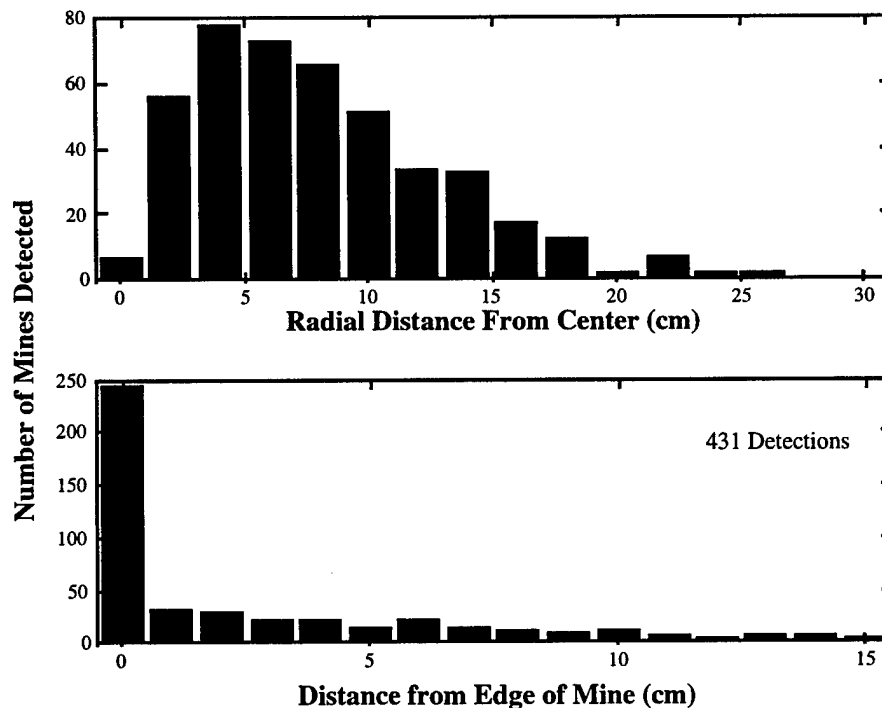 80
60
40
20
0
0 5 10 15 20 25 30
Radial Distance From Center (cm)
Number of Mines Detected
250
200
150
100
50
0
431 Detections
0 5 10 15
Distance from Edge of Mine (cm)